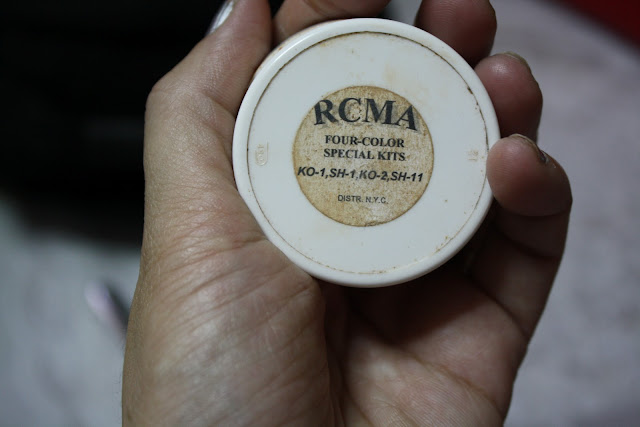 RCMA
FOUR-COLOR
SPECIAL KITS
KO-1,SH-1,KO-2,SH-11
DISTR. N.Y.C.